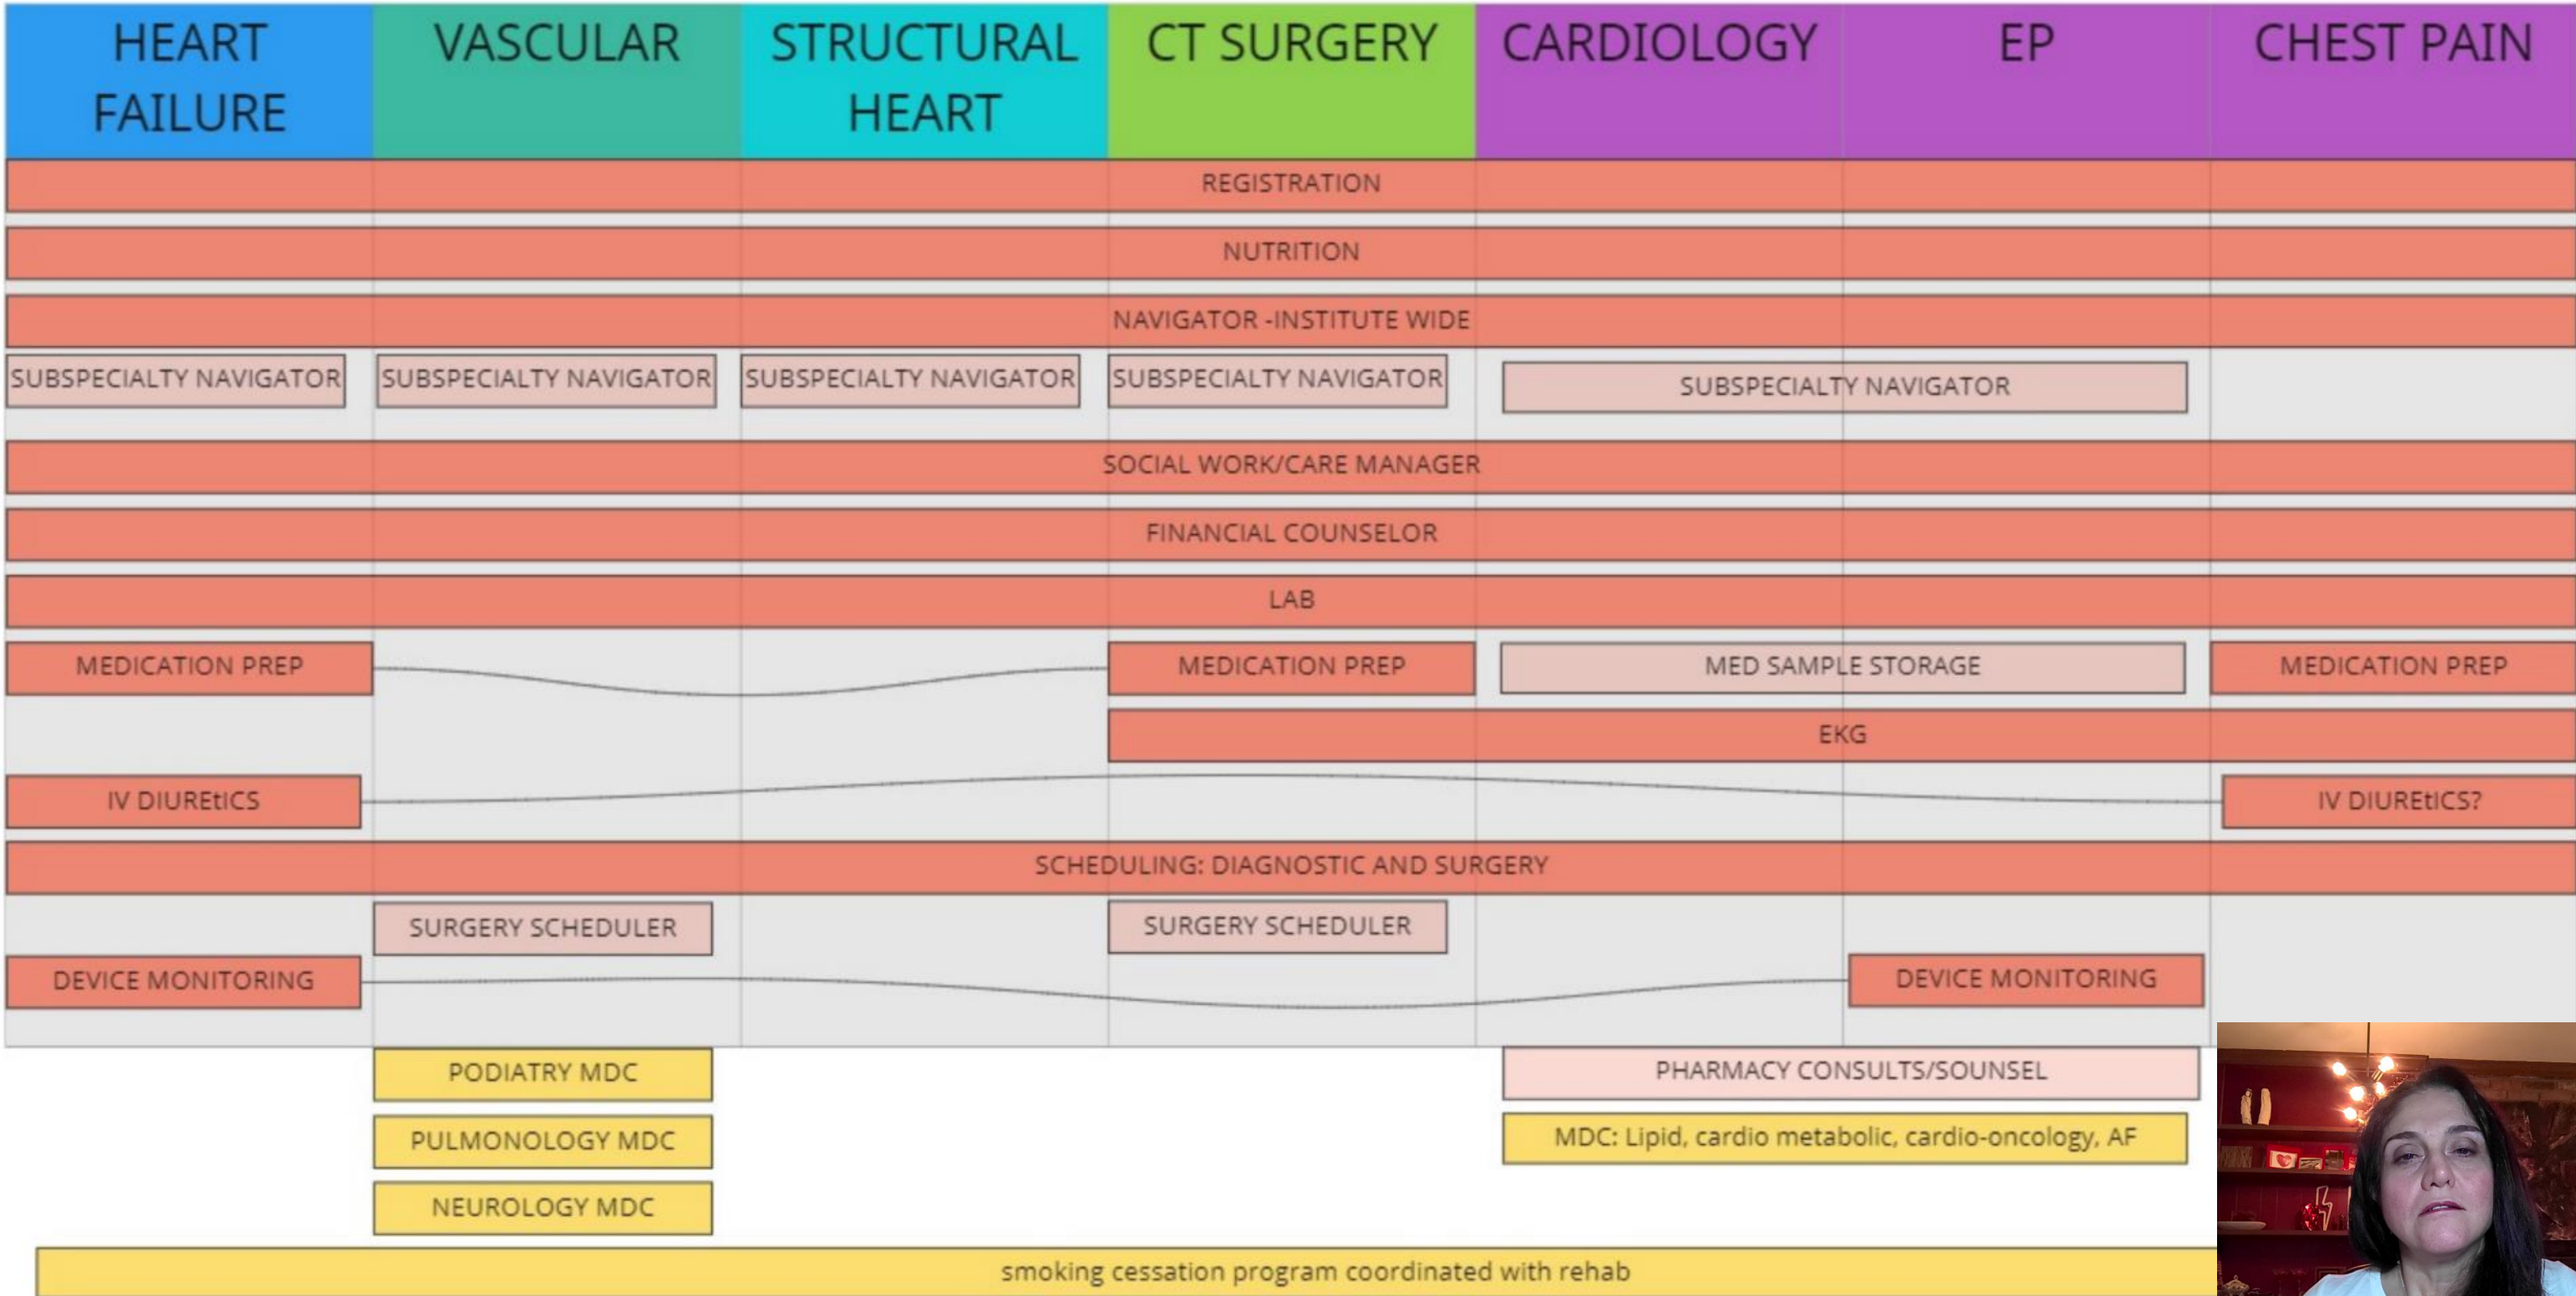 HEART
FAILURE
VASCULAR
STRUCTURAL
HEART
CT SURGERY
CARDIOLOGY
EP
CHEST PAIN
REGISTRATION
NUTRITION
NAVIGATOR -INSTITUTE WIDE
SUBSPECIALTY NAVIGATOR
SUBSPECIALTY NAVIGATOR
SUBSPECIALTY NAVIGATOR
SUBSPECIALTY NAVIGATOR
SUBSPECIALTY NAVIGATOR
SOCIAL WORK/CARE MANAGER
FINANCIAL COUNSELOR
LAB
MEDICATION PREP
MEDICATION PREP
MED SAMPLE STORAGE
MEDICATION PREP
EKG
IV DIUREtICS
IV DIUREtICS?
SCHEDULING: DIAGNOSTIC AND SURGERY
SURGERY SCHEDULER
SURGERY SCHEDULER
DEVICE MONITORING
DEVICE MONITORING
PODIATRY MDC
PHARMACY CONSULTS/SOUNSEL
PULMONOLOGY MDC
MDC: Lipid, cardio metabolic, cardio-oncology, AF
NEUROLOGY MDC
smoking cessation program coordinated with rehab